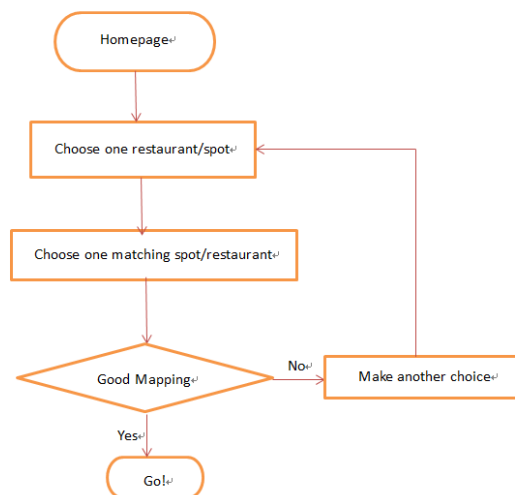 Homepage
Choose one restaurant/spot
Choose one matching spot/restaurant
Good Mapping
No
Make another choice
Yes
Go!